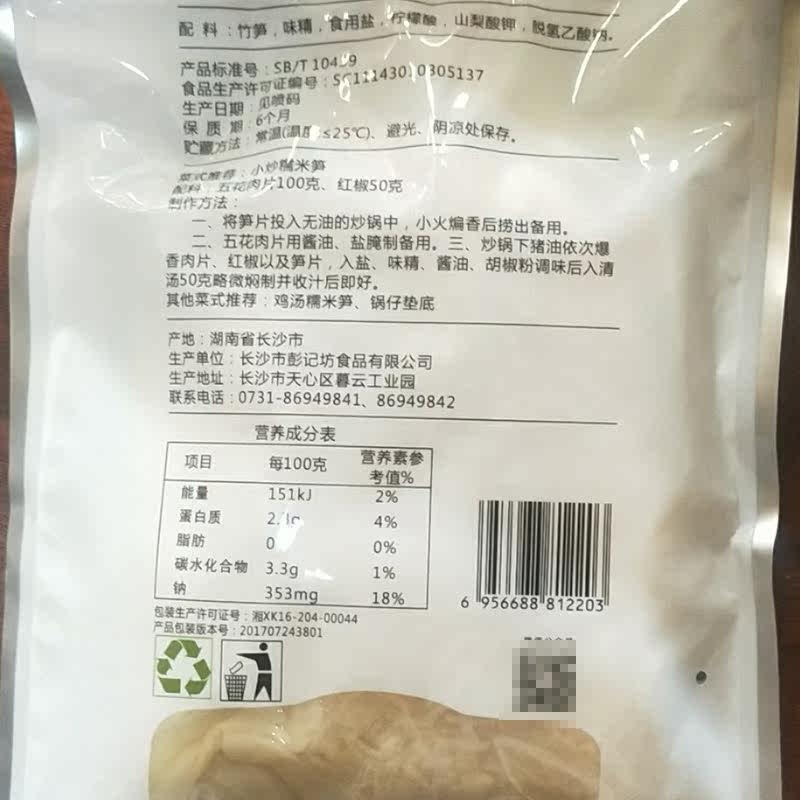 配 料：竹笋，味精，食用盐，柠檬酸，山梨酸钾，脱氢乙酸钠。
产品标准号：SB/T
食品生产许可证编号：
生产日期：见喷码
保 质 期：6个月
贮藏方法：常温(温度≤25℃)、避光、阴凉处保存。
菜式推荐：小炒糯米笋
配料：五花肉片100克、红椒50克
制作方法：
一、将笋片投入无油的炒锅中，小火煸香后捞出备用。
二、五花肉片用酱油、盐腌制备用。三、炒锅下猪油依次爆
香肉片、红椒以及笋片，入盐、味精、酱油、胡椒粉调味后入清
汤50克略微焖制并收汁后即好。
其他菜式推荐：鸡汤糯米笋、锅仔垫底
产地：湖南省长沙市
生产单位：长沙市彭记坊食品有限公司
生产地址：长沙市天心区暮云工业园
联系电话：0731-86949841、86949842
营养成分表
项目 每100克 营养素参
考值%
能量 151kJ 2%
蛋白质 4%
脂肪 0 0%
碳水化合物 3.3g 1%
钠 353mg 18%
包装生产许可证号：湘XK16-204-00044
产品包装版本号：201707243801
6 956688 812203